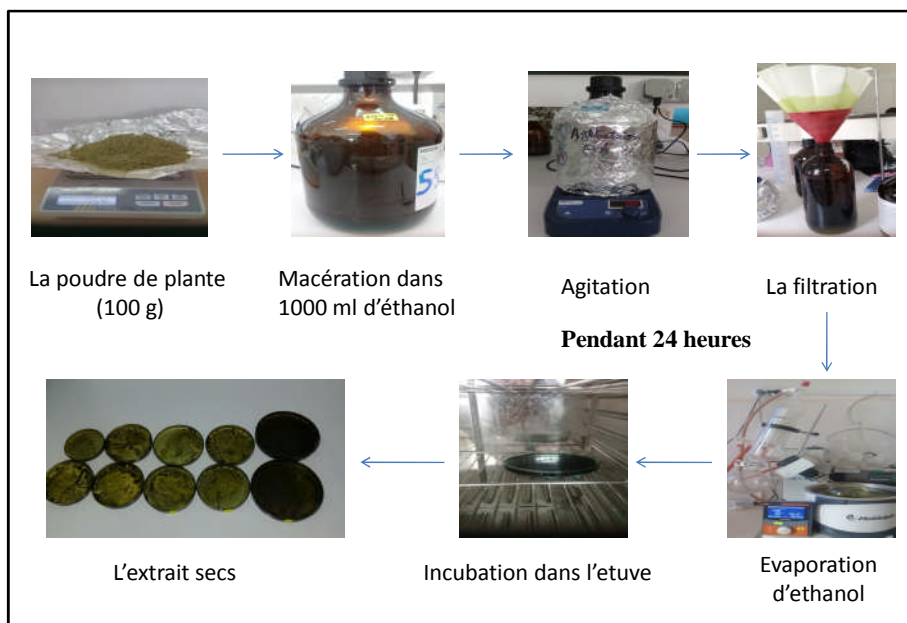 La poudre de plante
(100 g)
Macération dans
1000 ml d'éthanol
Agitation
La filtration
Pendant 24 heures
L'extrait secs
Incubation dans l'etuve
Evaporation
d'ethanol